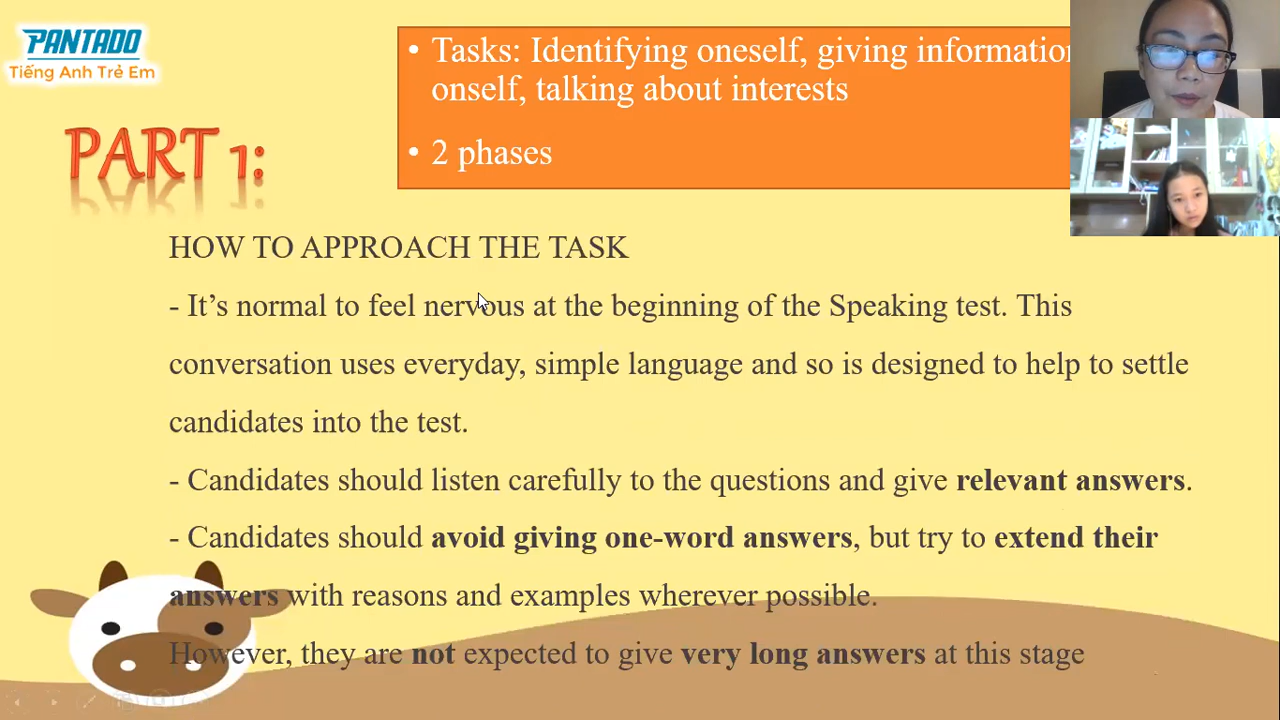 PANTADO
Tiếng Anh Trẻ Em
• Tasks: Identifying oneself, giving information
onself, talking about interests
• 2 phases
PART 1:
HOW TO APPROACH THE TASK
- It’s normal to feel nervous at the beginning of the Speaking test. This
conversation uses everyday, simple language and so is designed to help to settle
candidates into the test.
- Candidates should listen carefully to the questions and give relevant answers.
- Candidates should avoid giving one-word answers, but try to extend their
answers with reasons and examples wherever possible.
However, they are not expected to give very long answers at this stage